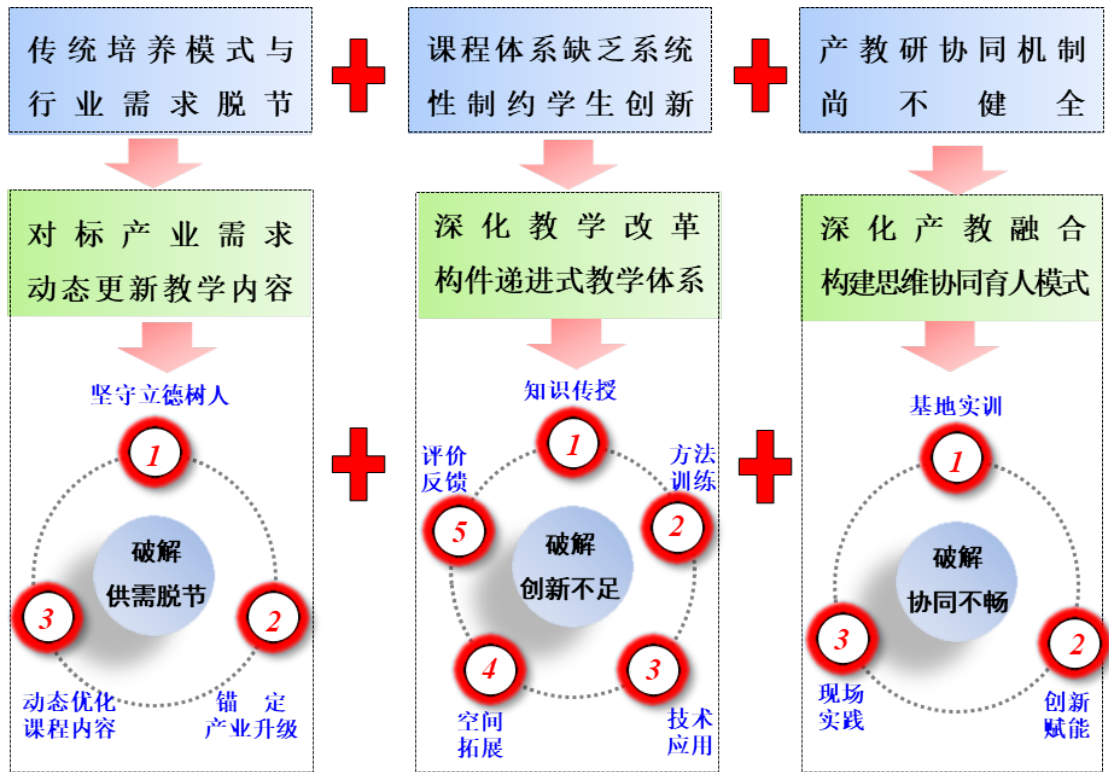 传统培养模式与
行业需求脱节
课程体系缺乏系统
性制约学生创新
产教研协同机制
尚不健全
对标产业需求
动态更新教学内容
深化教学改革
构件递进式教学体系
深化产教融合
构建思维协同育人模式
坚守立德树人
1
2
3
破解
供需脱节
动态优化
课程内容
锚定
产业升级
知识传授
1
评价
反馈
方法
训练
5
2
破解
创新不足
4
3
空间
拓展
技术
应用
基地实训
1
破解
协同不畅
3
2
现场
实践
创新
赋能